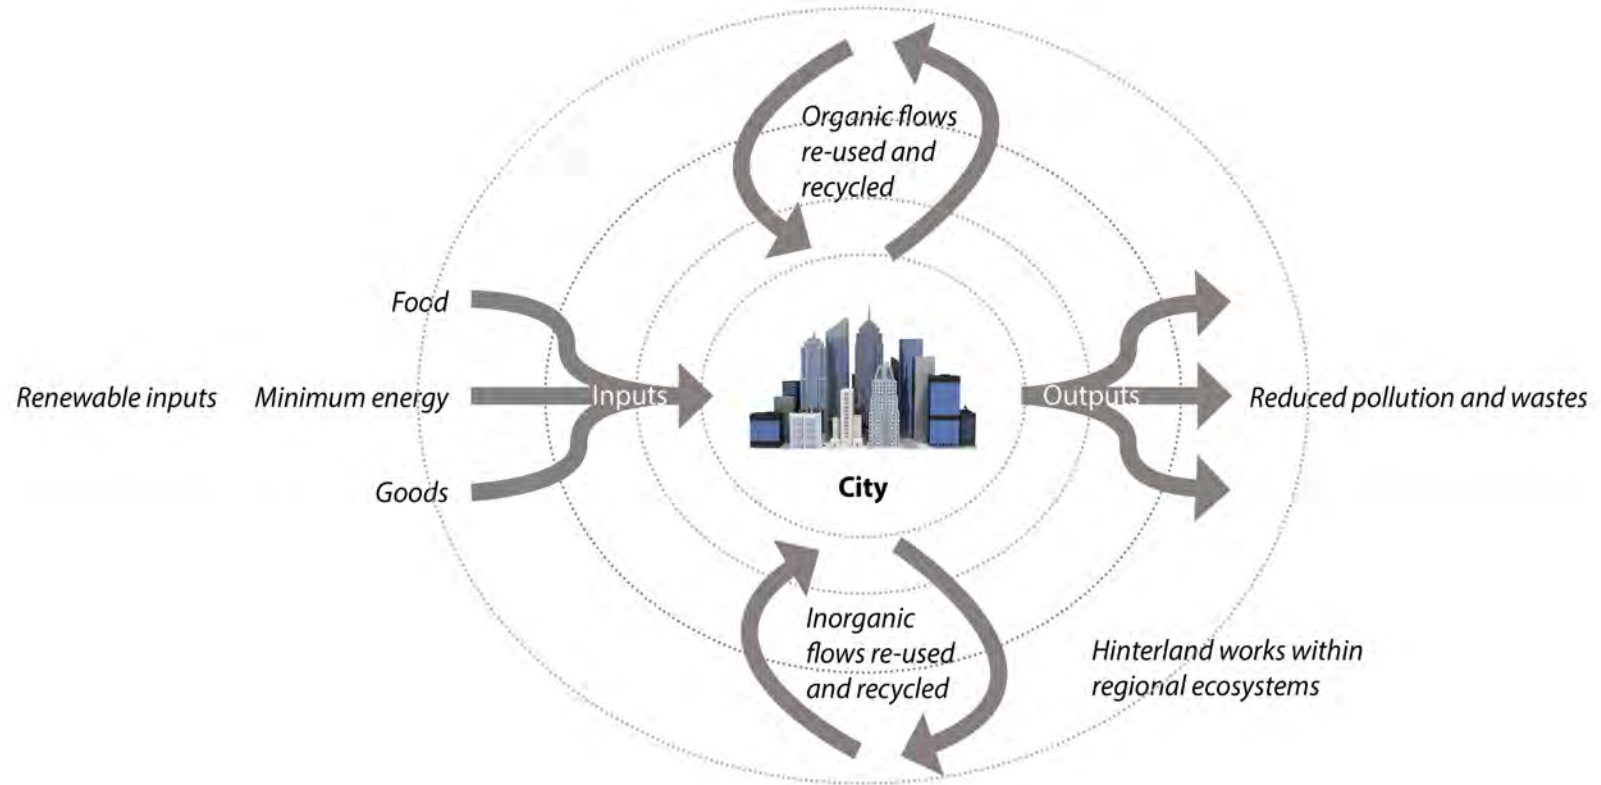 Organic flows
re-used and
recycled
Food
Renewable inputs
Minimum energy
Inputs
Outputs
Reduced pollution and wastes
Goods
City
Inorganic
flows re-used
and recycled
Hinterland works within
regional ecosystems